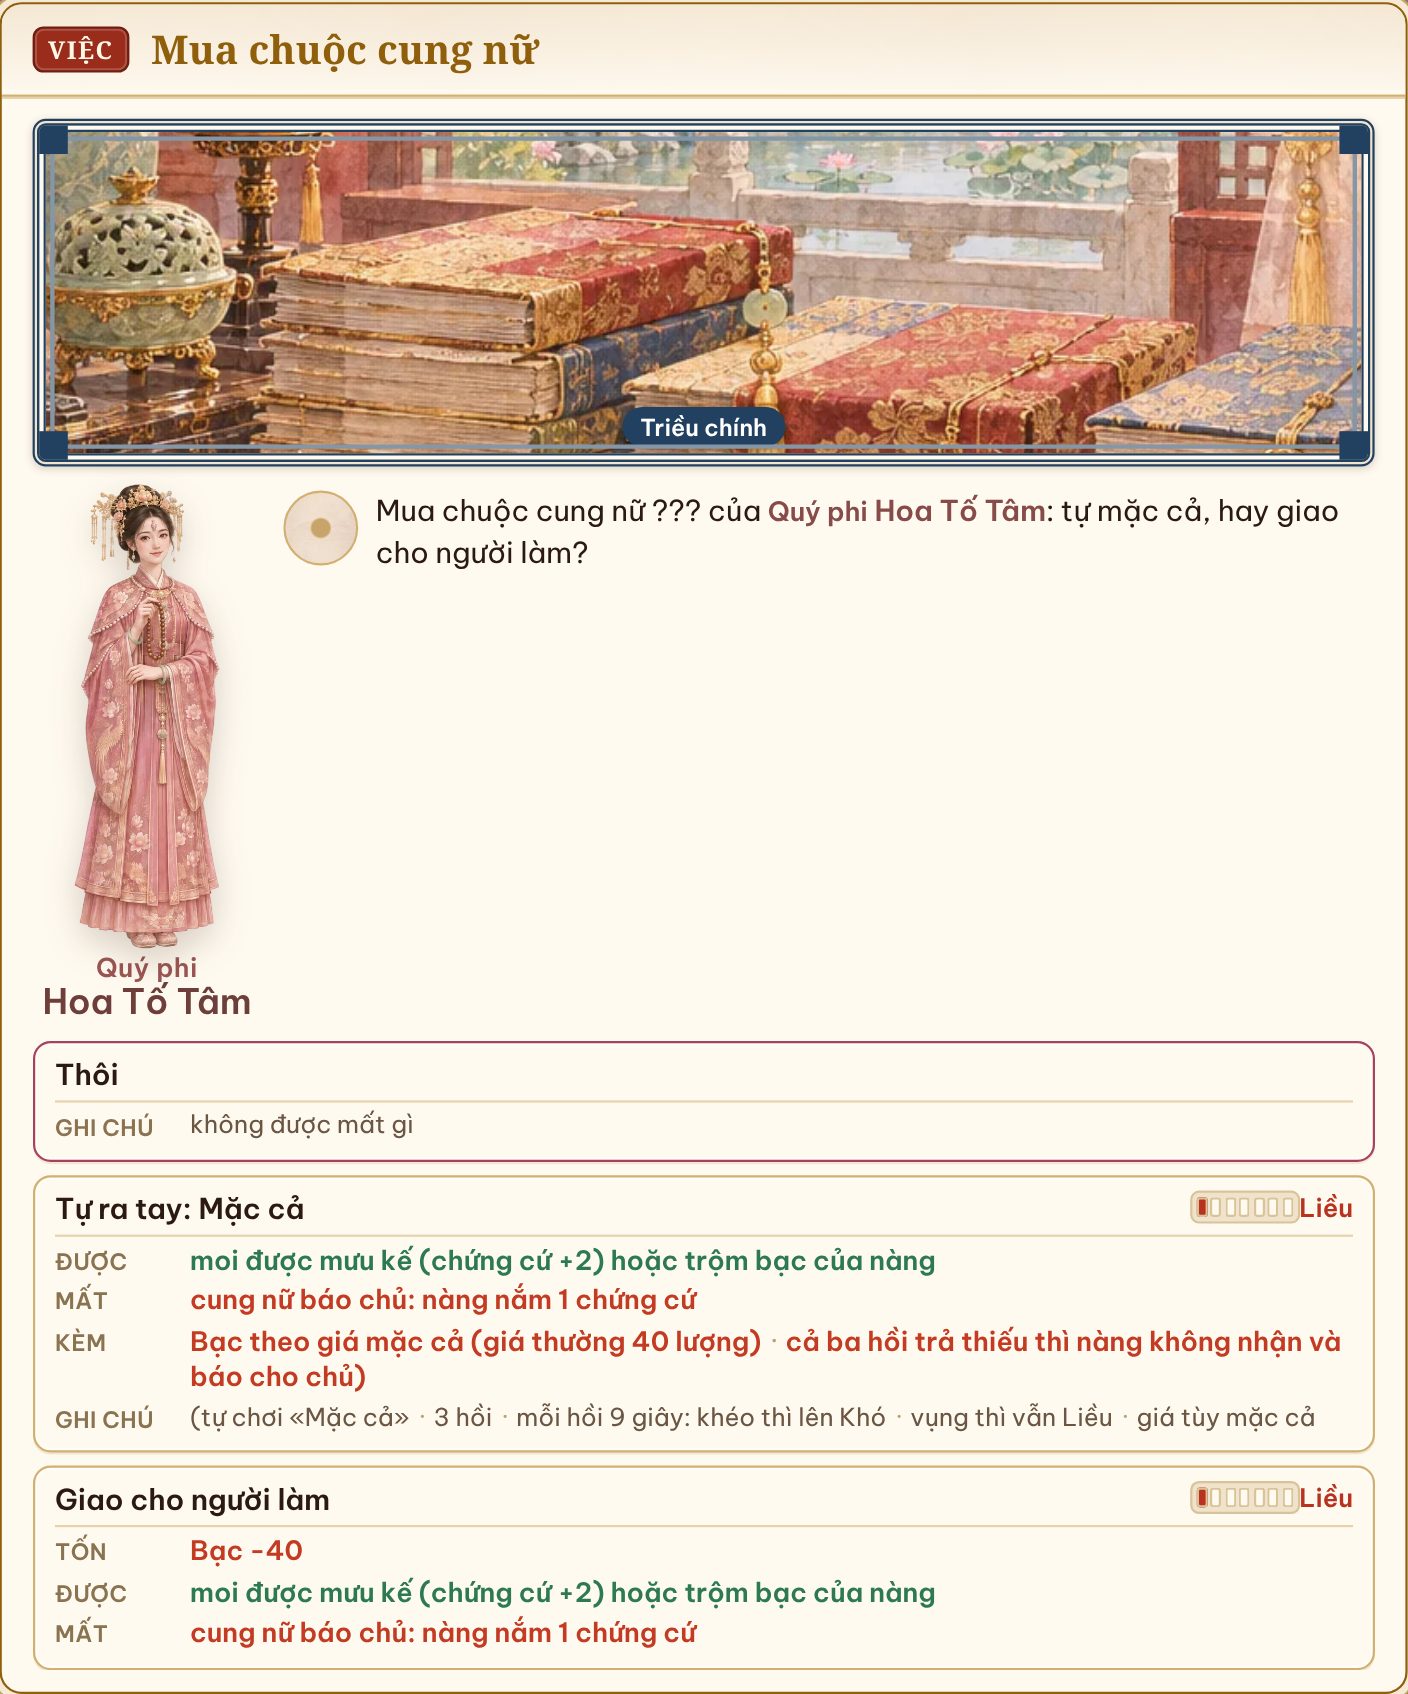 VIỆC Mua chuộc cung nữ
Triều chính
Mua chuộc cung nữ ??? của Quý phi Hoa Tố Tâm: tự mặc cả, hay giao
cho người làm?
Quý phi
Hoa Tố Tâm
Thôi
GHI CHÚ không được mất gì
Tự ra tay: Mặc cả Liều
ĐƯỢC moi được mưu kế (chứng cứ +2) hoặc trộm bạc của nàng
MẤT cung nữ báo chủ: nàng nắm 1 chứng cứ
KÈM Bạc theo giá mặc cả (giá thường 40 lượng) · cả ba hồi trả thiếu thì nàng không nhận và
báo cho chủ)
GHI CHÚ (tự chơi «Mặc cả» · 3 hồi · mỗi hồi 9 giây: khéo thì lên Khó · vụng thì vẫn Liều · giá tùy mặc cả
Giao cho người làm Liều
TỐN Bạc -40
ĐƯỢC moi được mưu kế (chứng cứ +2) hoặc trộm bạc của nàng
MẤT cung nữ báo chủ: nàng nắm 1 chứng cứ